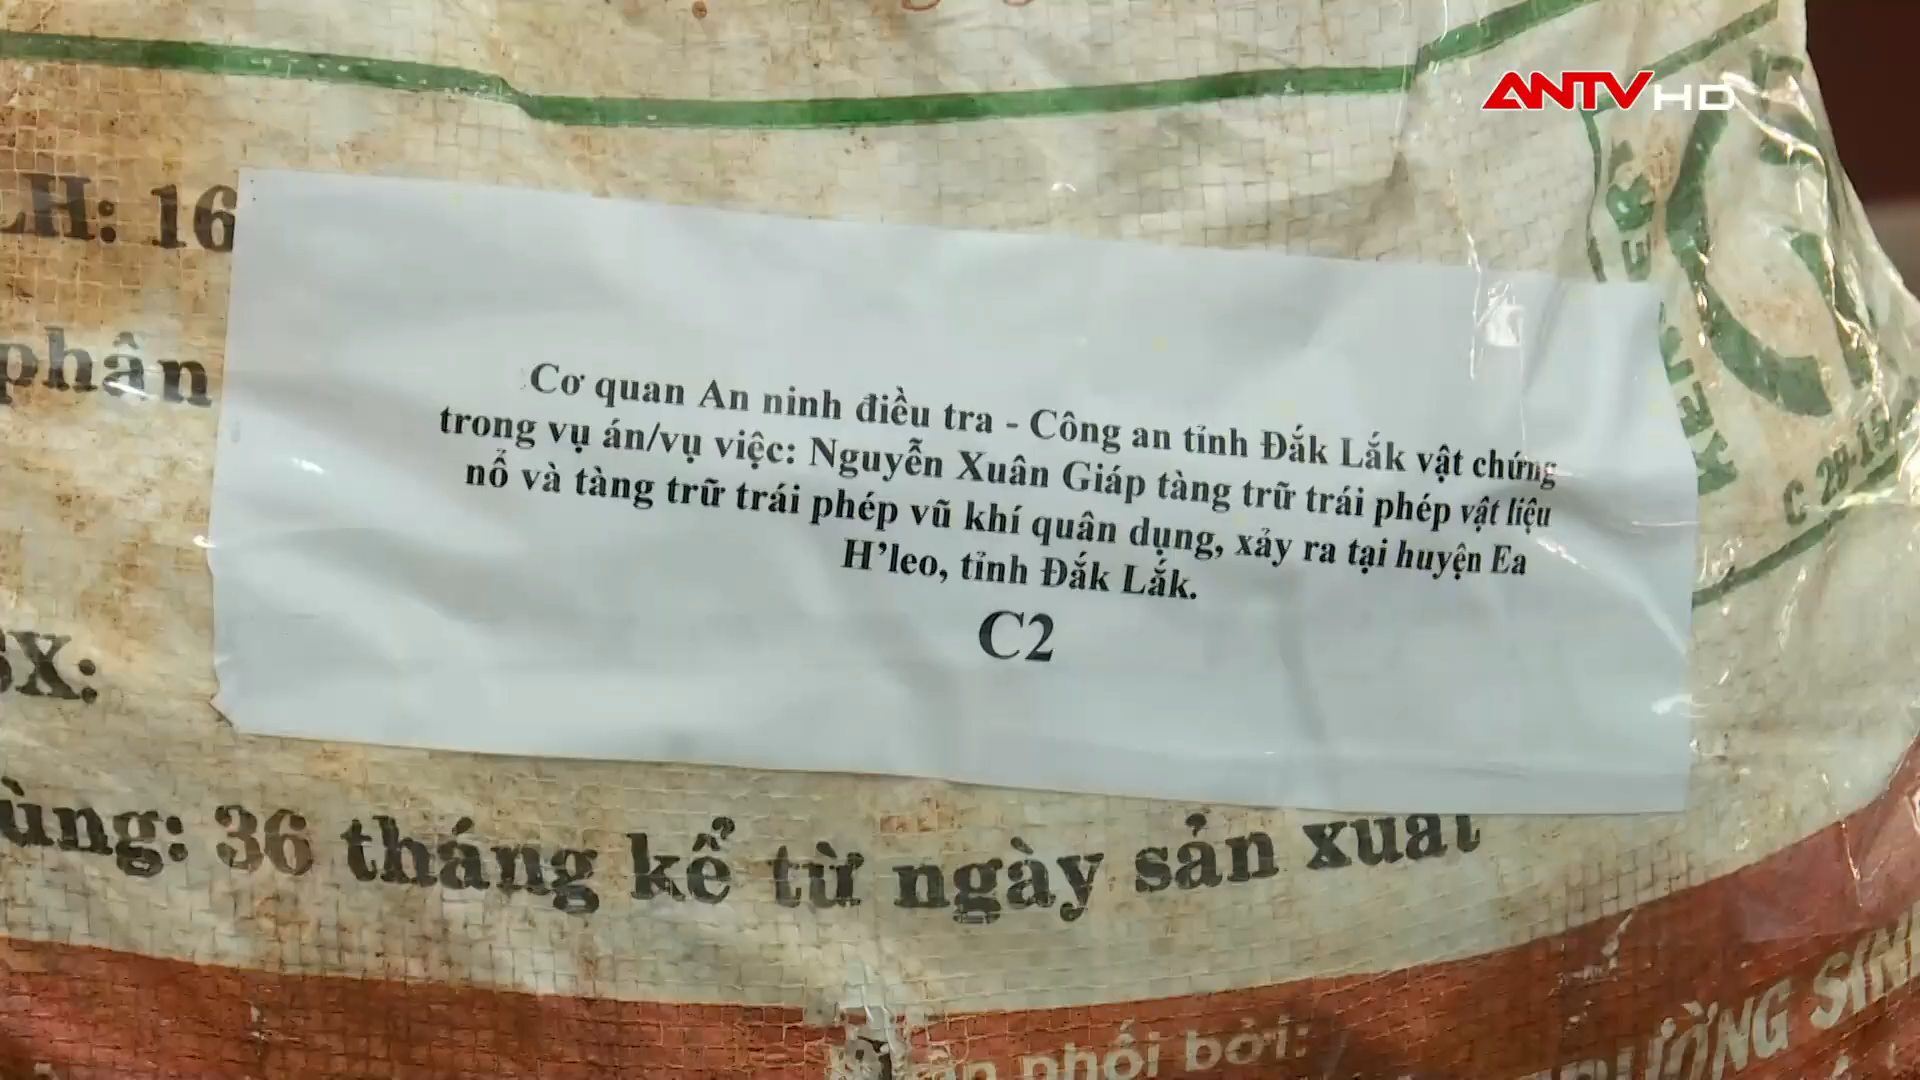 ANTV HD
LH: 16
phân
Cơ quan An ninh điều tra - Công an tỉnh Đắk Lắk vật chứng
trong vụ án/vụ việc: Nguyễn Xuân Giáp tàng trữ trái phép vật liệu
nổ và tàng trữ trái phép vũ khí quân dụng, xảy ra tại huyện Ea
H’leo, tỉnh Đắk Lắk.
C2
SX:
ùng: 36 tháng kể từ ngày sản xuất
phối bởi: